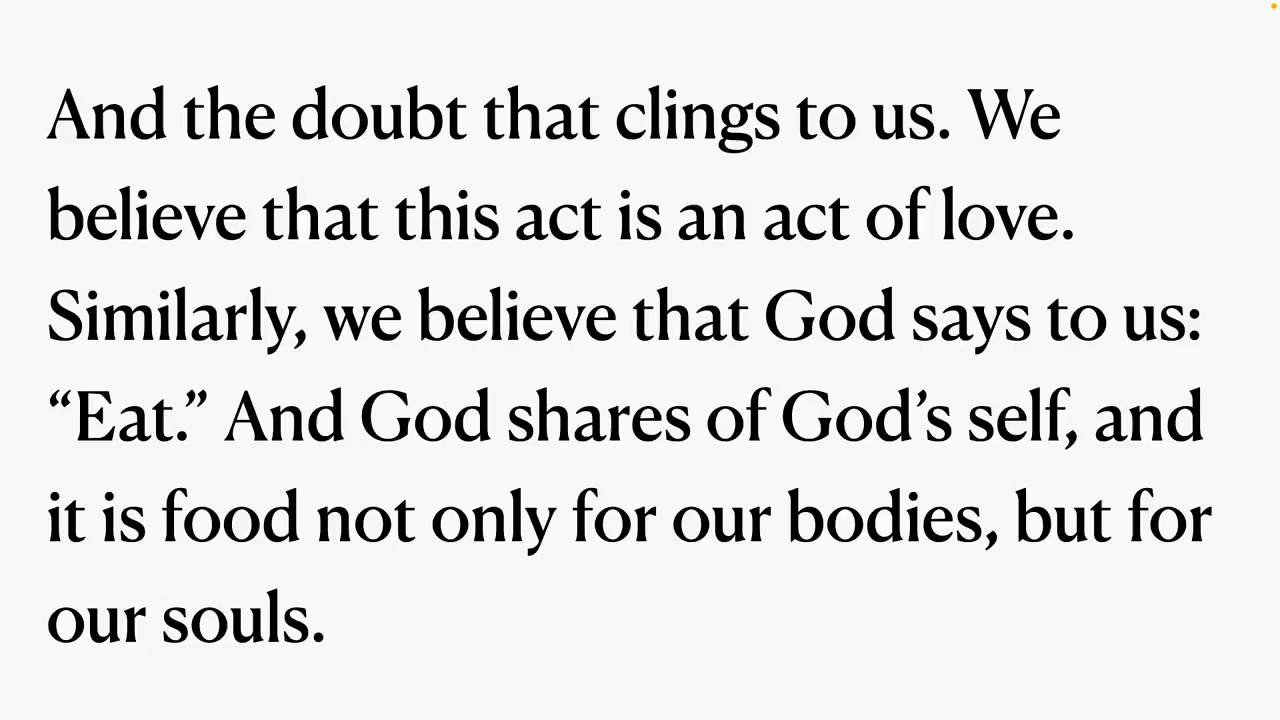 And the doubt that clings to us. We
believe that this act is an act of love.
Similarly, we believe that God says to us:
“Eat.” And God shares of God’s self, and
it is food not only for our bodies, but for
our souls.